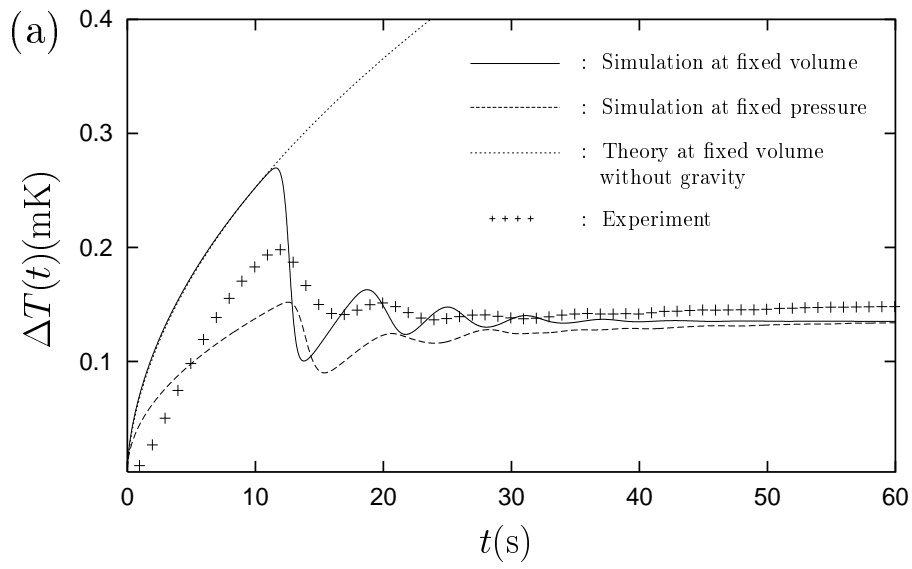 (a)
0.4
0.3
0.2
0.1
ΔT(t)(mK)
: Simulation at fixed volume
: Simulation at fixed pressure
: Theory at fixed volume
without gravity
: Experiment
0 10 20 30 40 50 60
t(s)